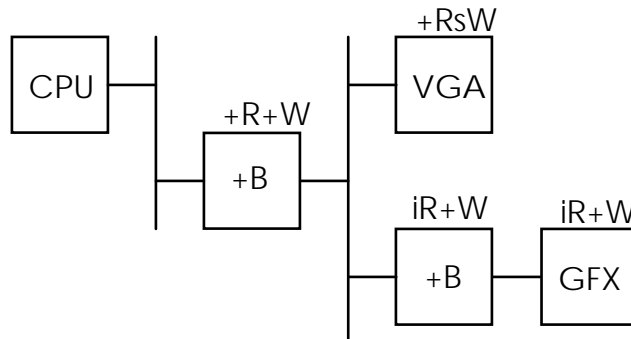 +RsW
CPU
VGA
+R+W
+B
iR+W
iR+W
+B
GFX